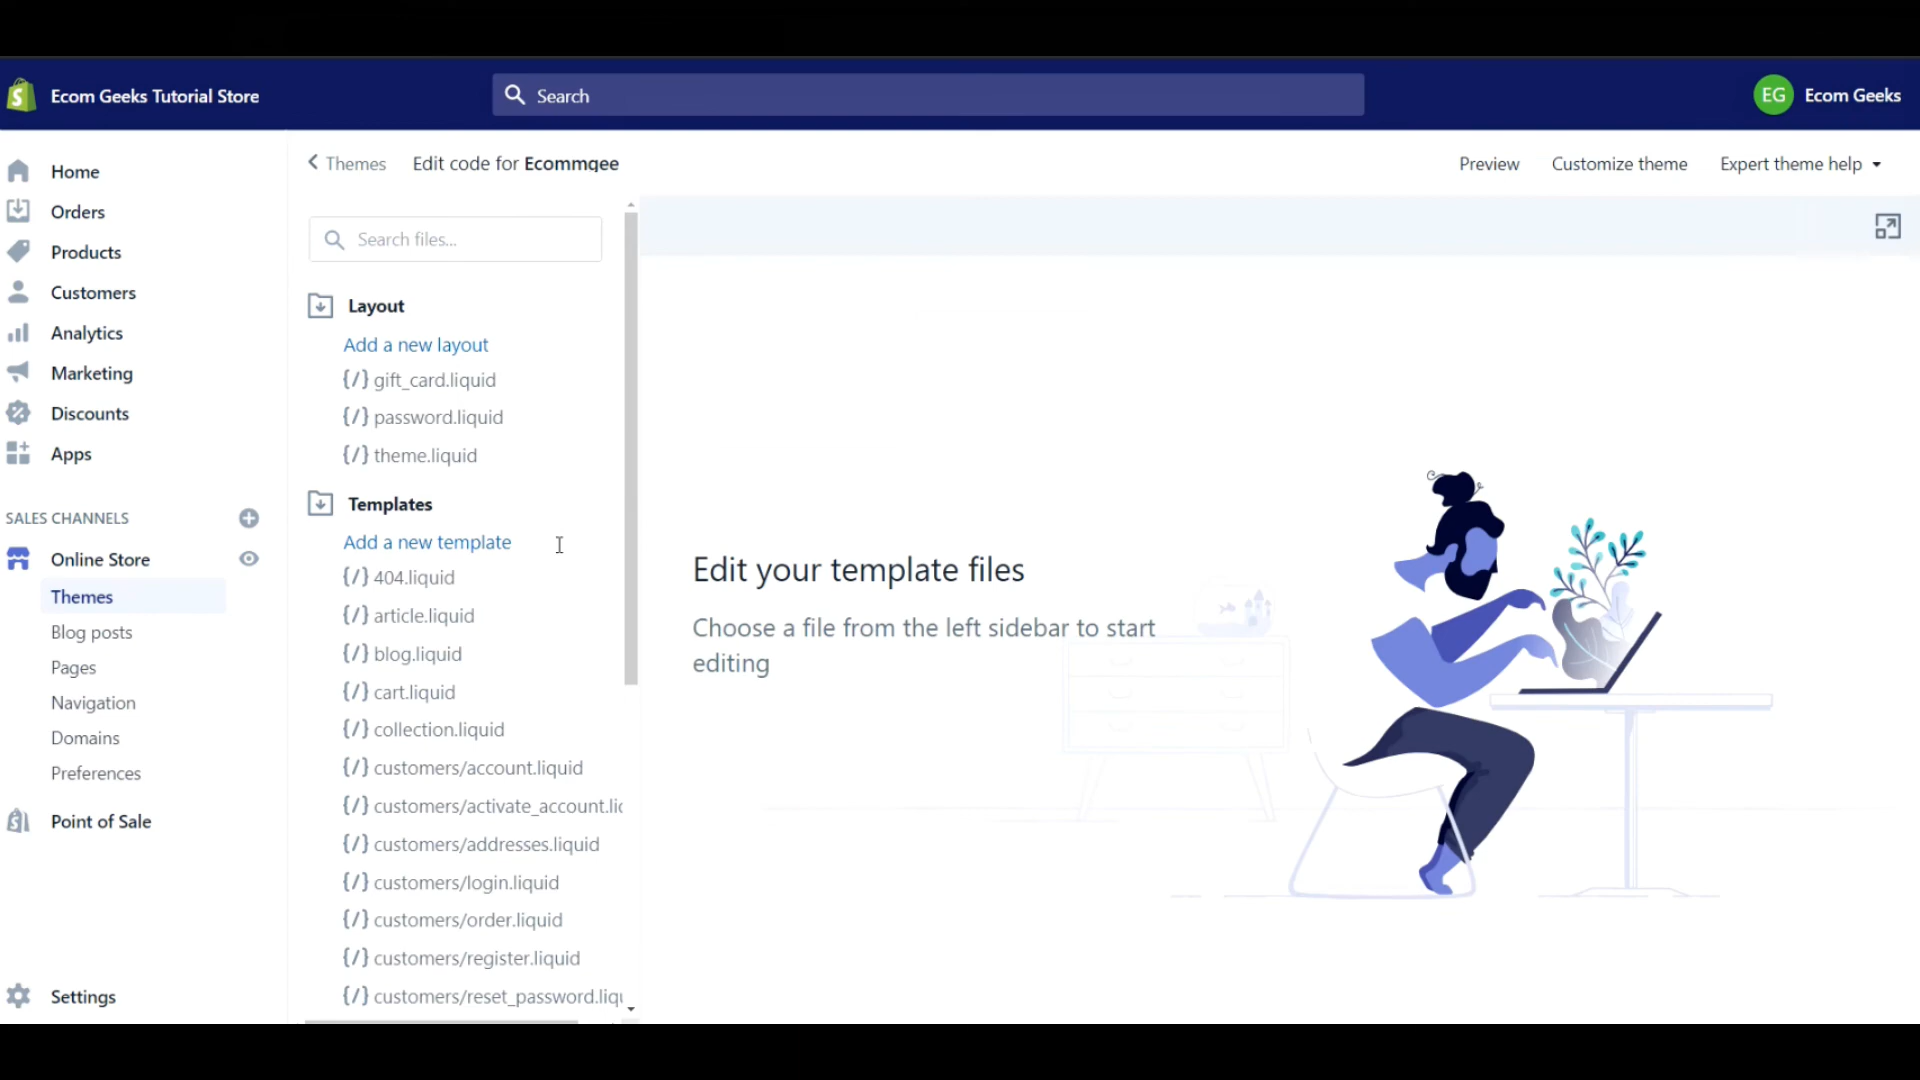 Ecom Geeks Tutorial Store
Search
EG Ecom Geeks
Home
Orders
Products
Customers
Analytics
Marketing
Discounts
Apps
SALES CHANNELS
Online Store
Themes
Blog posts
Pages
Navigation
Domains
Preferences
Point of Sale
Settings
Themes
Edit code for Ecommgee
Preview
Customize theme
Expert theme help
Search files...
Layout
Add a new layout
{/} gift_card.liquid
{/} password.liquid
{/} theme.liquid
Templates
Add a new template
{/} 404.liquid
{/} article.liquid
{/} blog.liquid
{/} cart.liquid
{/} collection.liquid
{/} customers/account.liquid
{/} customers/activate_account.lic
{/} customers/addresses.liquid
{/} customers/login.liquid
{/} customers/order.liquid
{/} customers/register.liquid
{/} customers/reset_password.liqu
Edit your template files
Choose a file from the left sidebar to start
editing